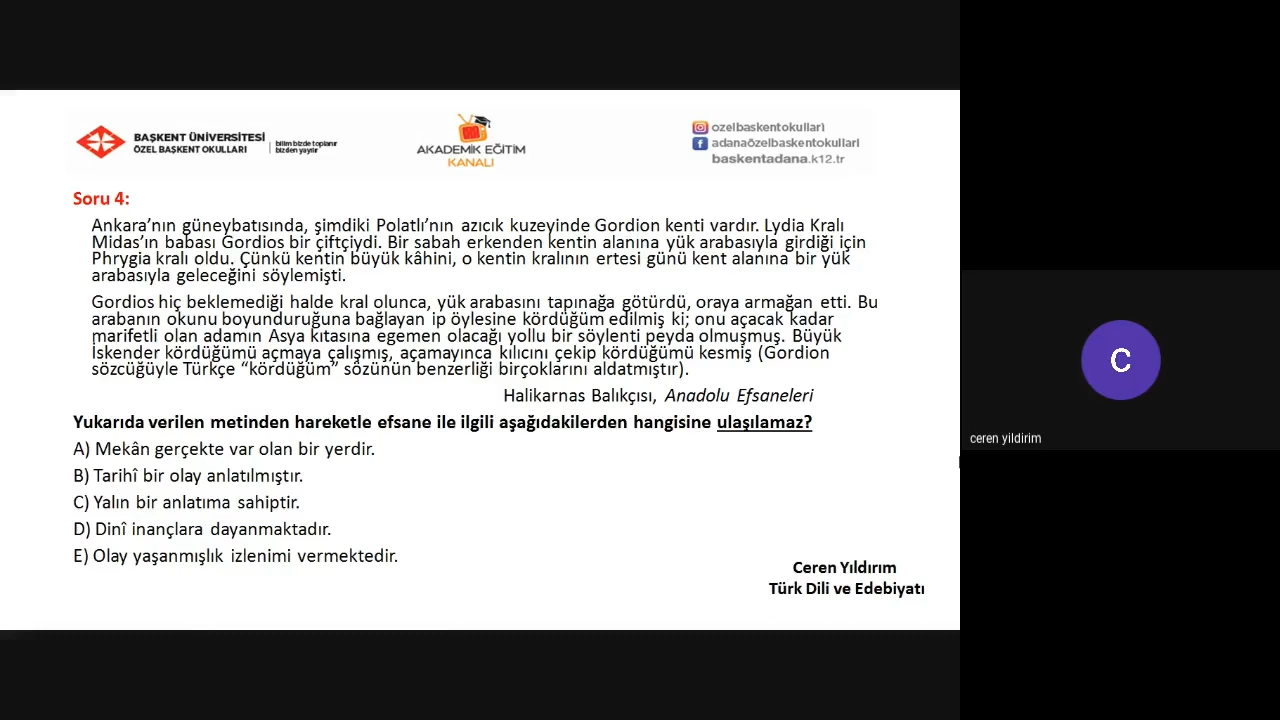 BAŞKENT ÜNİVERSİTESİ
ÖZEL BAŞKENT OKULLARI
bilim bizde toplanır
bizden yayılır
AKADEMİK EĞİTİM
KANALI
ozelbaskentokullari
adanaözelbaskentokullari
baskentadana.k12.tr
Soru 4:
Ankara’nın güneybatısında, şimdiki Polatlı’nın azıcık kuzeyinde Gordion kenti vardır. Lydia Kralı
Midas’ın babası Gordios bir çiftçiydi. Bir sabah erkenden kentin alanına yük arabasıyla girdiği için
Phrygia kralı oldu. Çünkü kentin büyük kâhini, o kentin kralının ertesi günü kent alanına bir yük
arabasıyla geleceğini söylemişti.
Gordios hiç beklemediği halde kral olunca, yük arabasını tapınağa götürdü, oraya armağan etti. Bu
arabanın okunu boyunduruğuna bağlayan ip öylesine kördüğüm edilmiş ki; onu açacak kadar
marifetli olan adamın Asya kıtasına egemen olacağı yollu bir söylenti peyda olmuşmuş. Büyük
İskender kördüğümü açmaya çalışmış, açamayınca kılıcını çekip kördüğümü kesmiş (Gordion
sözcüğüyle Türkçe “kördüğüm” sözünün benzerliği birçoklarını aldatmıştır).
Halikarnas Balıkçısı, Anadolu Efsaneleri
Yukarıda verilen metinden hareketle efsane ile ilgili aşağıdakilerden hangisine ulaşılamaz?
A) Mekân gerçekte var olan bir yerdir.
B) Tarihî bir olay anlatılmıştır.
C) Yalın bir anlatıma sahiptir.
D) Dinî inançlara dayanmaktadır.
E) Olay yaşanmışlık izlenimi vermektedir.
Ceren Yıldırım
Türk Dili ve Edebiyatı
C
ceren yildirim